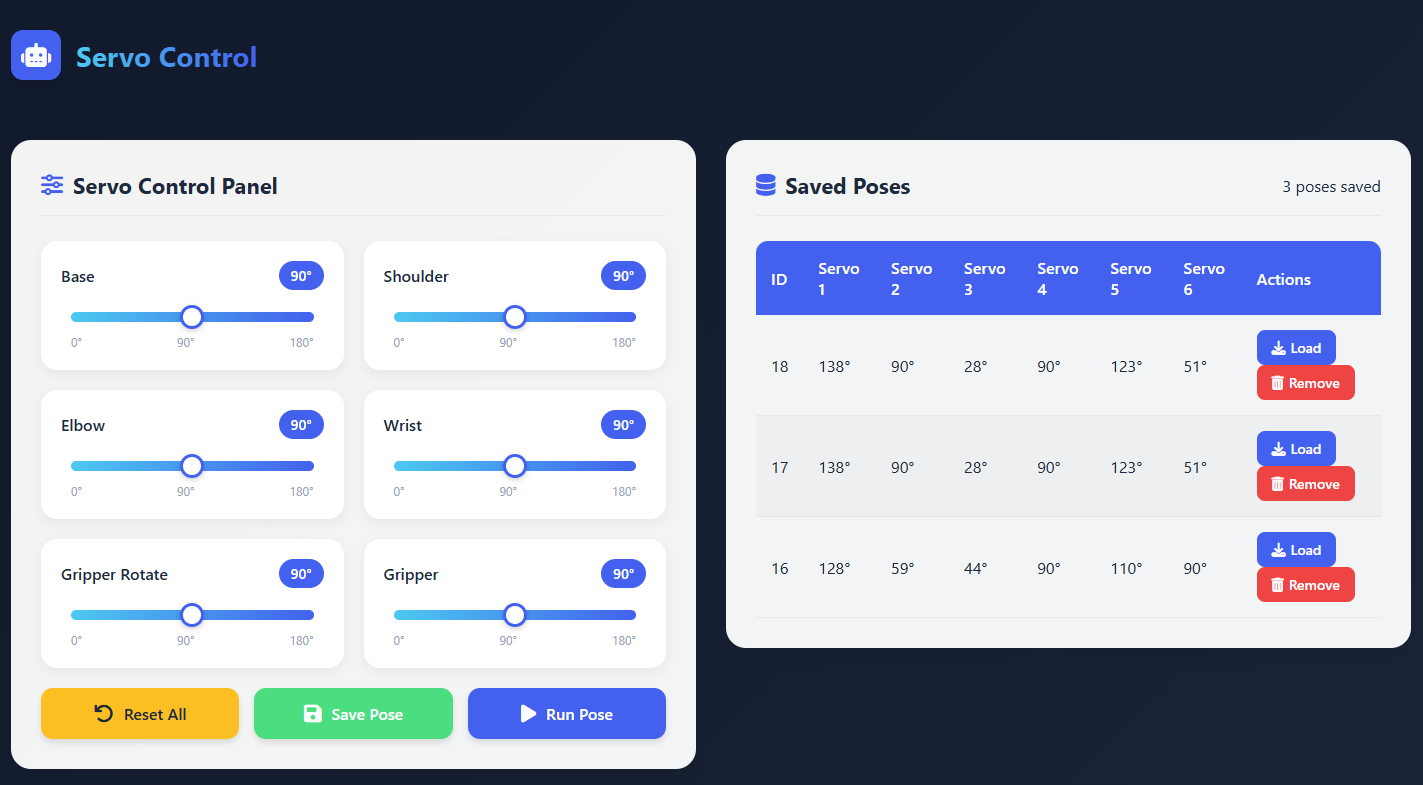 Servo Control
Servo Control Panel
Base 90°
0° 90° 180°
Shoulder 90°
0° 90° 180°
Elbow 90°
0° 90° 180°
Wrist 90°
0° 90° 180°
Gripper Rotate 90°
0° 90° 180°
Gripper 90°
0° 90° 180°
Reset All Save Pose Run Pose
Saved Poses 3 poses saved
ID Servo 1 Servo 2 Servo 3 Servo 4 Servo 5 Servo 6 Actions
18 138° 90° 28° 90° 123° 51° Load
Remove
17 138° 90° 28° 90° 123° 51° Load
Remove
16 128° 59° 44° 90° 110° 90° Load
Remove